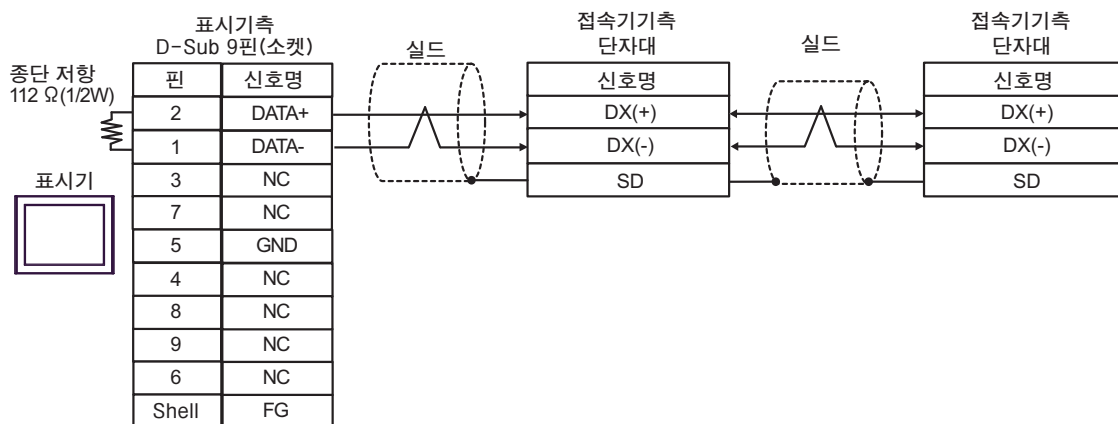 표시기측
D-Sub 9핀(소켓)
종단 저항
112 Ω(1/2W)
핀 신호명
2 DATA+
1 DATA-
3 NC
7 NC
5 GND
4 NC
8 NC
9 NC
6 NC
Shell FG
표시기
실드
접속기기측
단자대
신호명
DX(+)
DX(-)
SD
실드
접속기기측
단자대
신호명
DX(+)
DX(-)
SD